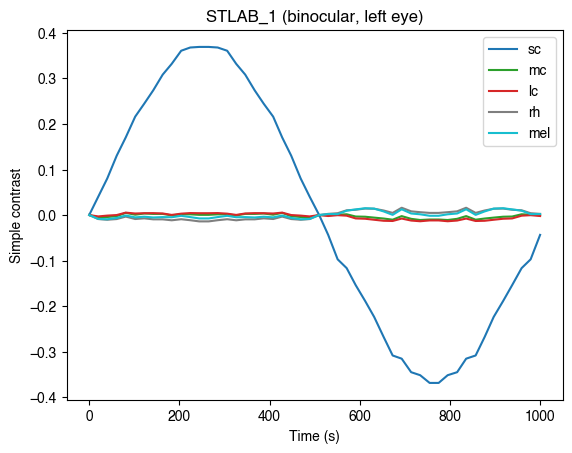 STLAB_1 (binocular, left eye)
Simple contrast
0.4
0.3
0.2
0.1
0.0
−0.1
−0.2
−0.3
−0.4
sc
mc
lc
rh
mel
0
200
400
600
800
1000
Time (s)